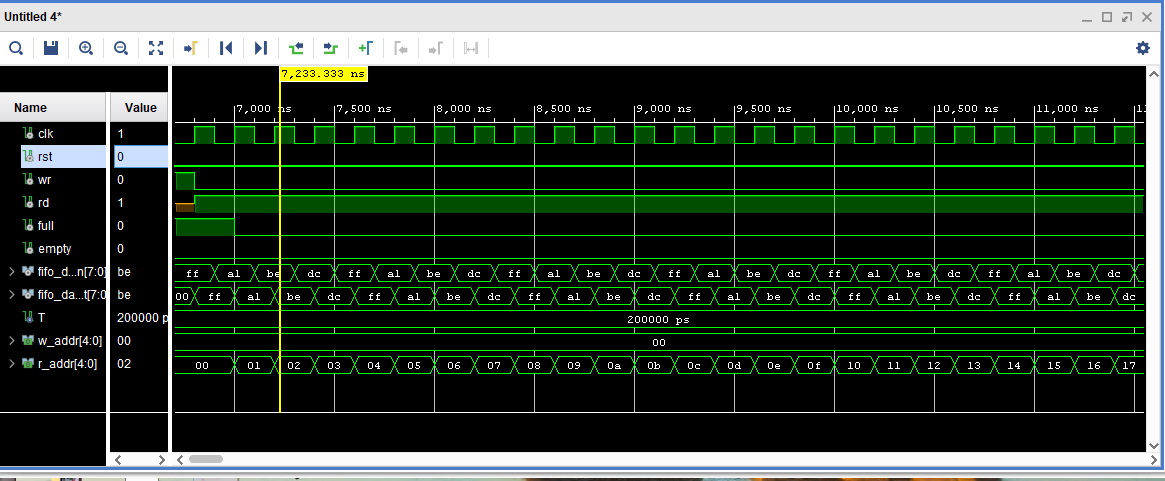 Untitled 4*
7,233.333 ns
Name Value
7,000 ns 7,500 ns 8,000 ns 8,500 ns 9,000 ns 9,500 ns 10,000 ns 10,500 ns 11,000 ns
clk 1
rst 0
wr 0
rd 1
full 0
empty 0
fifo_d...n[7:0] be ff a1 be dc ff a1 be dc ff a1 be dc ff a1 be dc ff a1 be dc ff a1 be dc
fifo_da...t[7:0 be 00 ff a1 be dc ff a1 be dc ff a1 be dc ff a1 be dc ff a1 be dc ff a1 be dc
T 200000 p 200000 ps
w_addr[4:0] 00 00
r_addr[4:0] 02 00 01 02 03 04 05 06 07 08 09 0a 0b 0c 0d 0e 0f 10 11 12 13 14 15 16 17